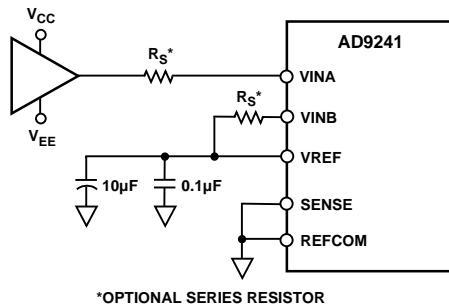 VCC
AD9241
RS*
VINA
RS*
VINB
VEE
VREF
10µF
0.1µF
SENSE
REFCOM
*OPTIONAL SERIES RESISTOR